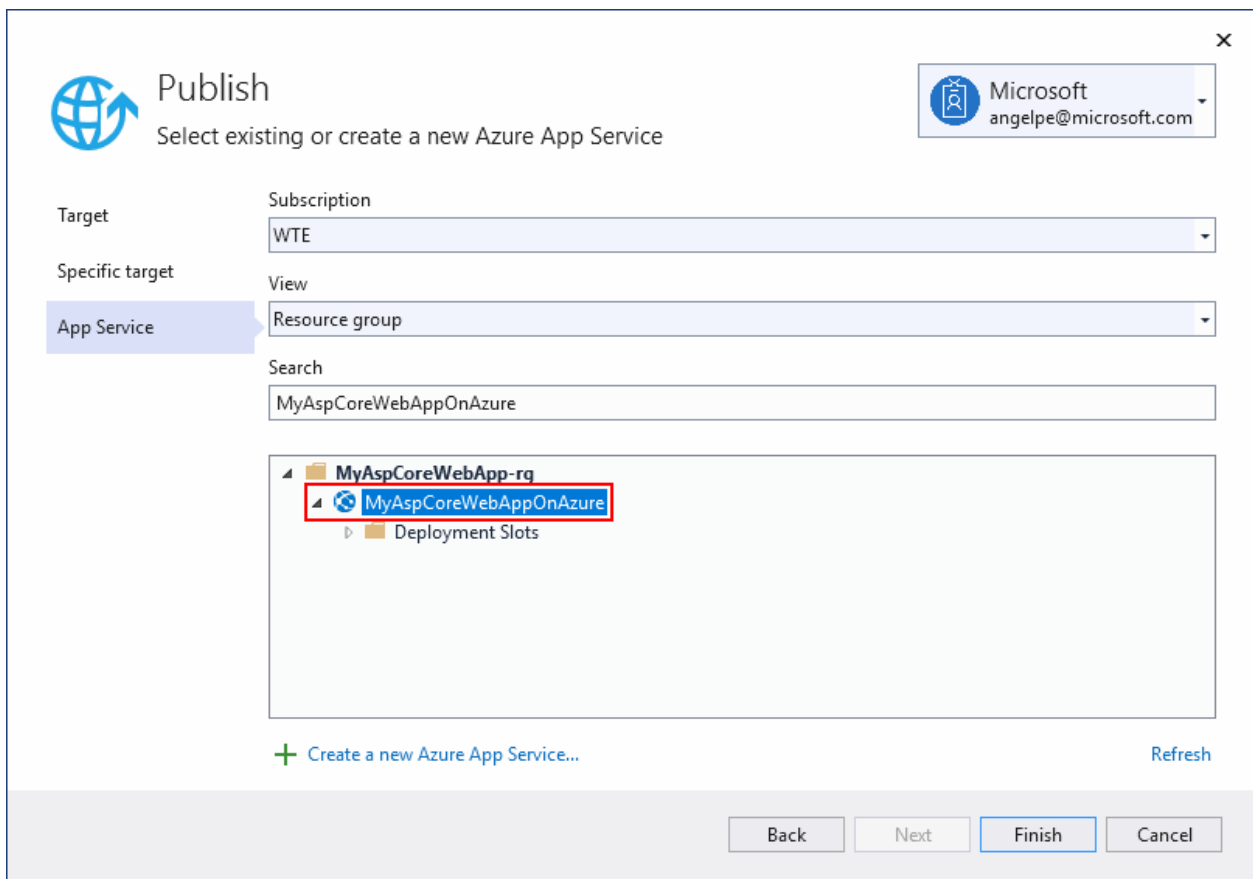 Publish
Select existing or create a new Azure App Service
Microsoft
angelpe@microsoft.com
Target
Specific target
App Service
Subscription
WTE
View
Resource group
Search
MyAspCoreWebAppOnAzure
MyAspCoreWebApp-rg
MyAspCoreWebAppOnAzure
Deployment Slots
Create a new Azure App Service...
Refresh
Back
Next
Finish
Cancel